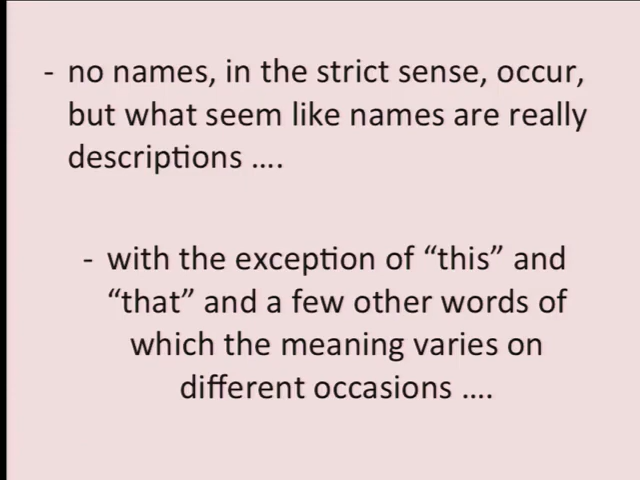 - no names, in the strict sense, occur,
but what seem like names are really
descriptions ….
- with the exception of “this” and
“that” and a few other words of
which the meaning varies on
different occasions ….